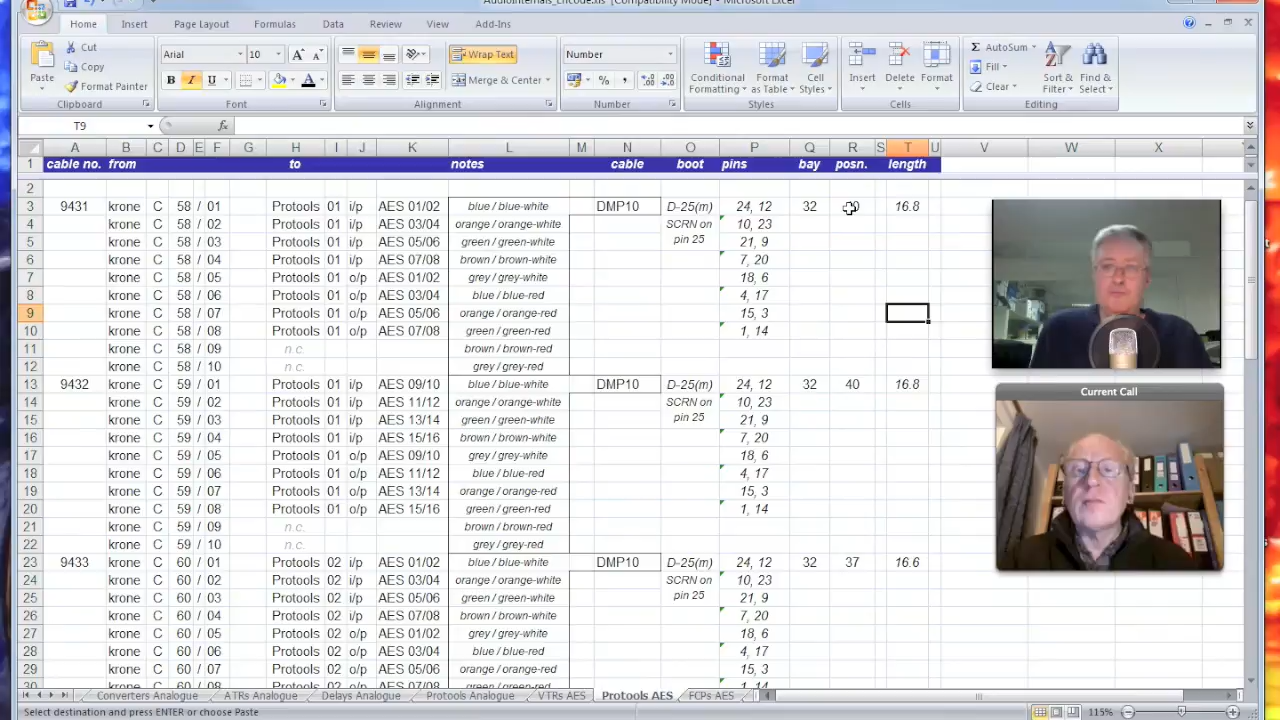 AudioInternals_Encode.xls [Compatibility Mode] - Microsoft Excel
Home Insert Page Layout Formulas Data Review View Add-Ins
Paste Cut Copy Format Painter Clipboard
Arial 10 A A B I U A Font
Wrap Text Merge & Center Alignment
Number % , Number
Conditional Formatting Format as Table Cell Styles Styles
Insert Delete Format Cells
Σ AutoSum Fill Clear Sort & Filter Find & Select Editing
T9 fx
A B C D E F G H I J K L M N O P Q R S T U V W X
1 cable no. from to notes cable boot pins bay posn. length
2
3 9431 krone C 58 / 01 Protools 01 i/p AES 01/02 blue / blue-white DMP10 D-25(m) 24, 12 32 16.8
4 krone C 58 / 02 Protools 01 i/p AES 03/04 orange / orange-white SCRN on 10, 23
5 krone C 58 / 03 Protools 01 i/p AES 05/06 green / green-white pin 25 21, 9
6 krone C 58 / 04 Protools 01 i/p AES 07/08 brown / brown-white 7, 20
7 krone C 58 / 05 Protools 01 o/p AES 01/02 grey / grey-white 18, 6
8 krone C 58 / 06 Protools 01 o/p AES 03/04 blue / blue-red 4, 17
9 krone C 58 / 07 Protools 01 o/p AES 05/06 orange / orange-red 15, 3
10 krone C 58 / 08 Protools 01 o/p AES 07/08 green / green-red 1, 14
11 krone C 58 / 09 n.c. brown / brown-red
12 krone C 58 / 10 n.c. grey / grey-red
13 9432 krone C 59 / 01 Protools 01 i/p AES 09/10 blue / blue-white DMP10 D-25(m) 24, 12 32 40 16.8
14 krone C 59 / 02 Protools 01 i/p AES 11/12 orange / orange-white SCRN on 10, 23
15 krone C 59 / 03 Protools 01 i/p AES 13/14 green / green-white pin 25 21, 9
16 krone C 59 / 04 Protools 01 i/p AES 15/16 brown / brown-white 7, 20
17 krone C 59 / 05 Protools 01 o/p AES 09/10 grey / grey-white 18, 6
18 krone C 59 / 06 Protools 01 o/p AES 11/12 blue / blue-red 4, 17
19 krone C 59 / 07 Protools 01 o/p AES 13/14 orange / orange-red 15, 3
20 krone C 59 / 08 Protools 01 o/p AES 15/16 green / green-red 1, 14
21 krone C 59 / 09 n.c. brown / brown-red
22 krone C 59 / 10 n.c. grey / grey-red
23 9433 krone C 60 / 01 Protools 02 i/p AES 01/02 blue / blue-white DMP10 D-25(m) 24, 12 32 37 16.6
24 krone C 60 / 02 Protools 02 i/p AES 03/04 orange / orange-white SCRN on 10, 23
25 krone C 60 / 03 Protools 02 i/p AES 05/06 green / green-white pin 25 21, 9
26 krone C 60 / 04 Protools 02 i/p AES 07/08 brown / brown-white 7, 20
27 krone C 60 / 05 Protools 02 o/p AES 01/02 grey / grey-white 18, 6
28 krone C 60 / 06 Protools 02 o/p AES 03/04 blue / blue-red 4, 17
29 krone C 60 / 07 Protools 02 o/p AES 05/06 orange / orange-red 15, 3
30 krone C 60 / 08 Protools 02 o/p AES 07/08 green / green-red 1, 14
Current Call
Converters Analogue ATRs Analogue Delays Analogue Protools Analogue VTRs AES Protools AES FCPs AES
Select destination and press ENTER or choose Paste 115%